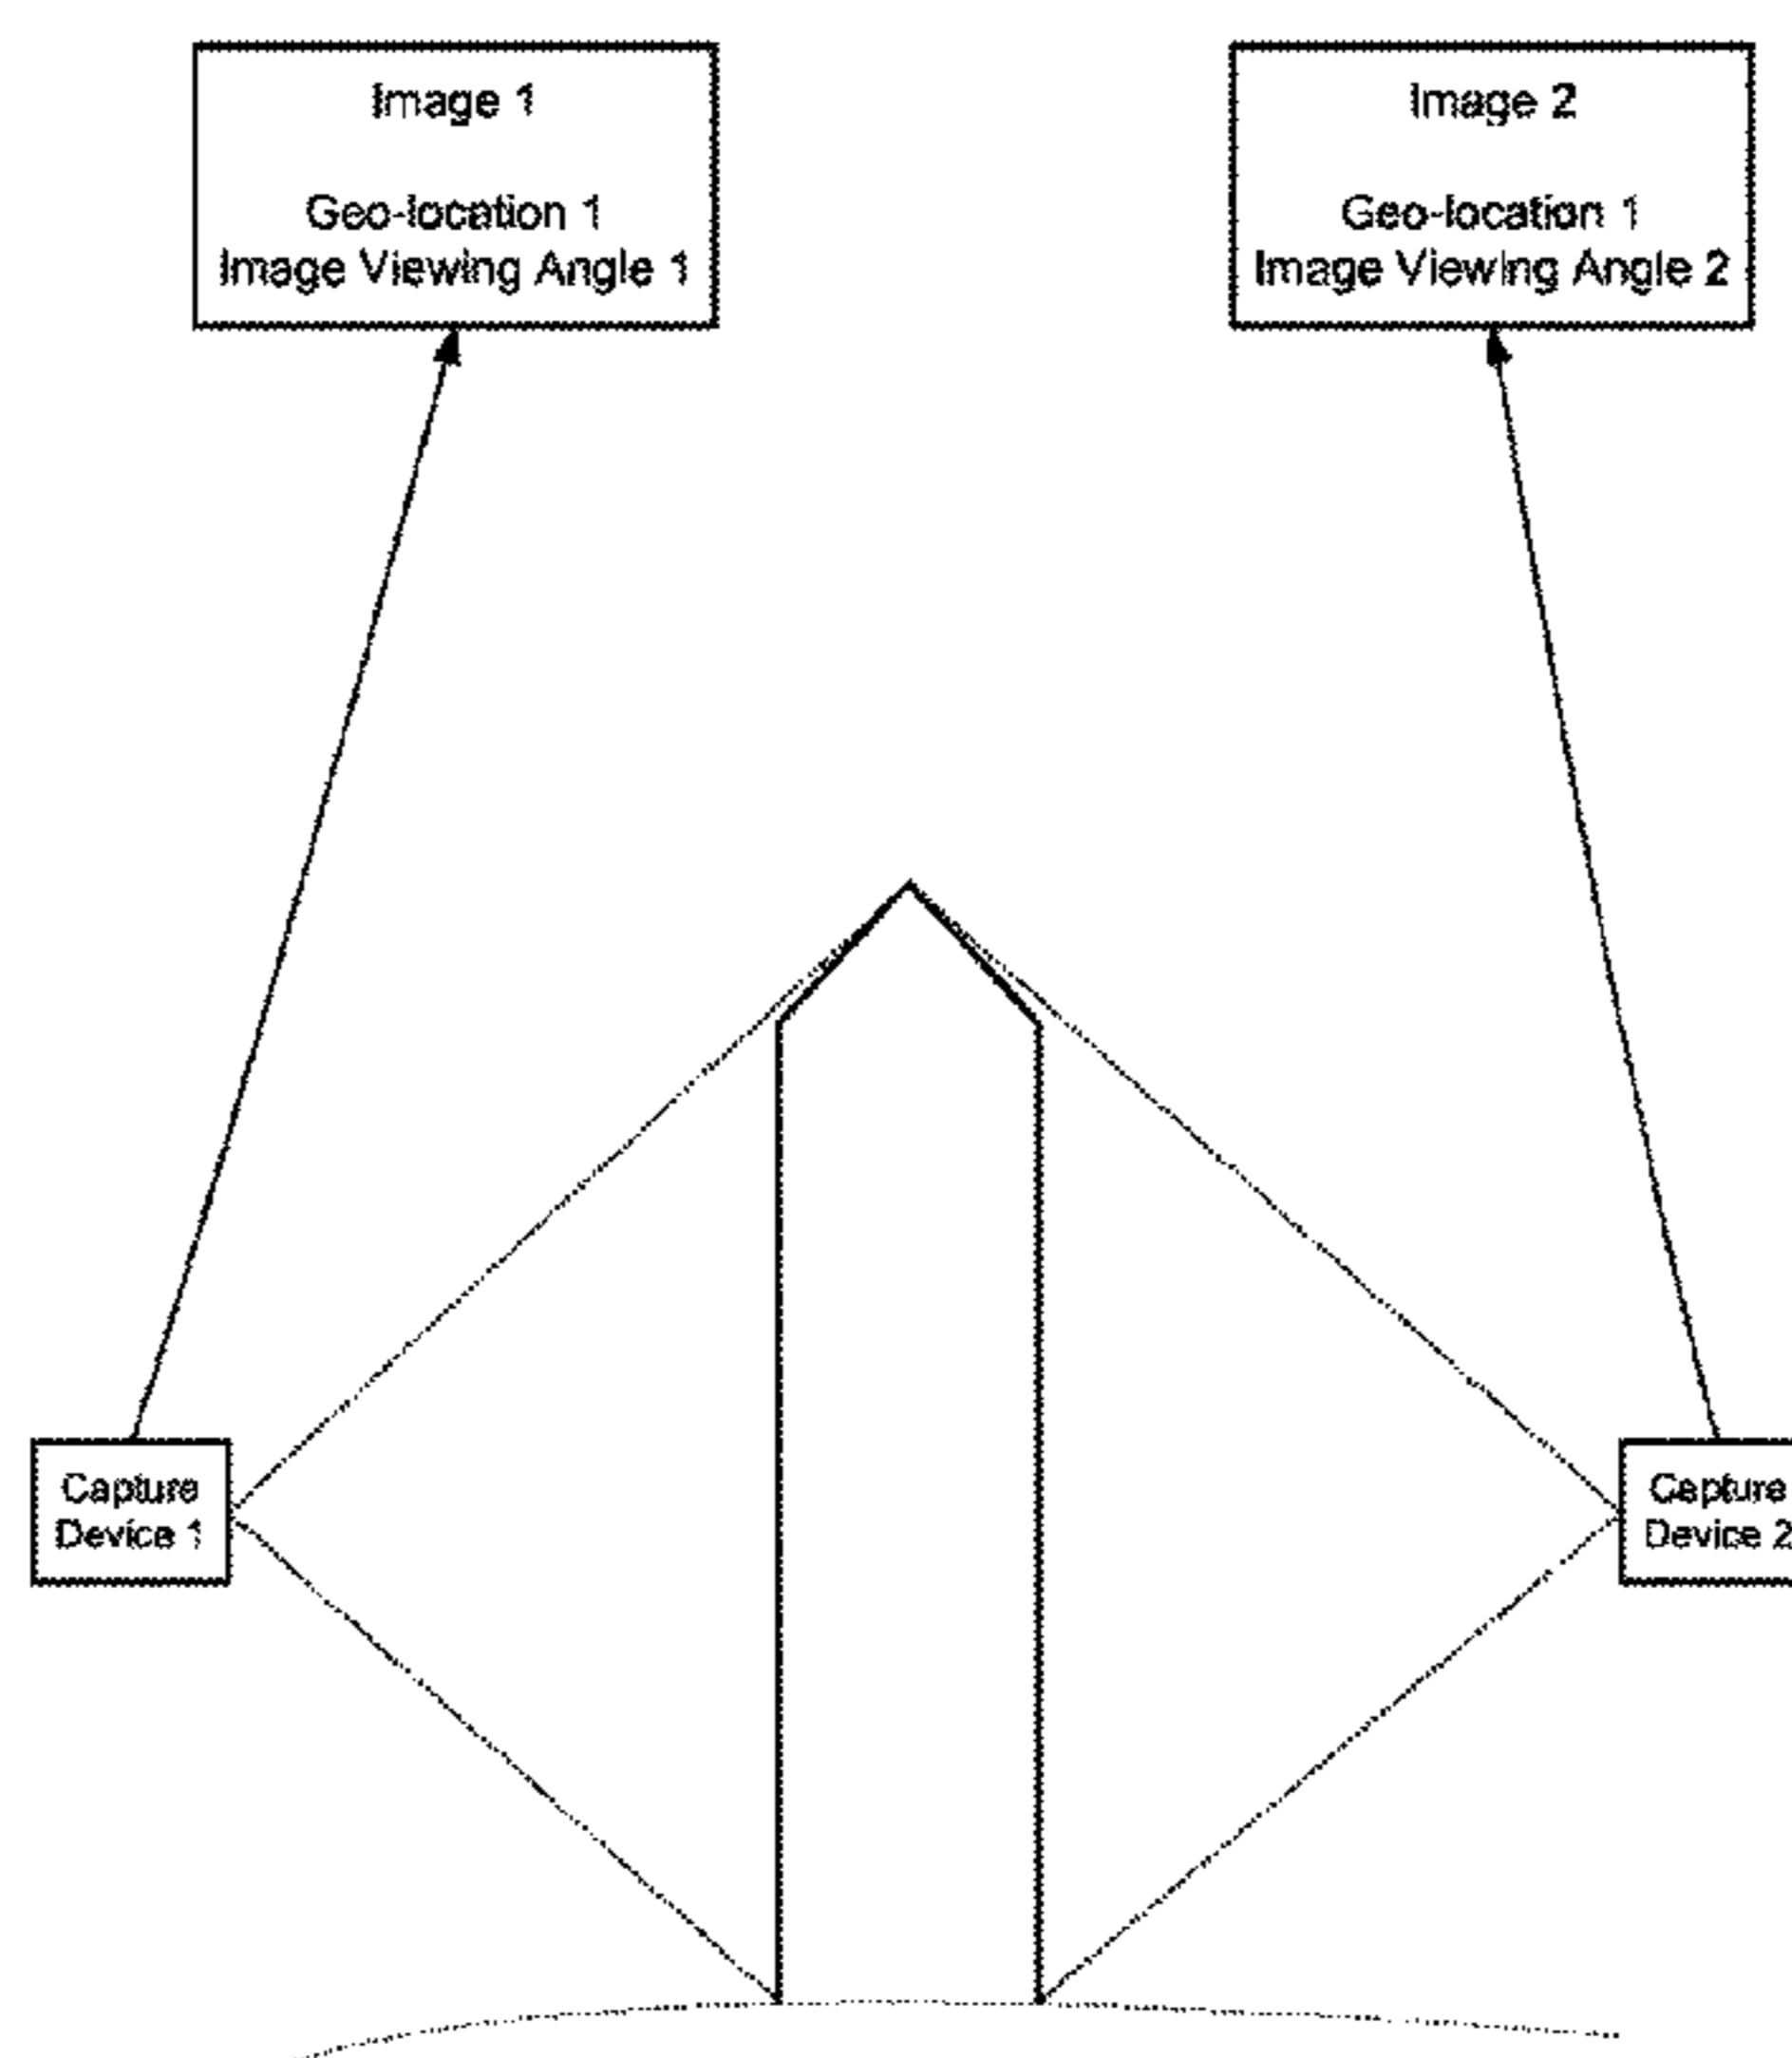 Image 1
Geo-location 1
Image Viewing Angle 1
Image 2
Geo-location 1
Image Viewing Angle 2
Capture
Device 1
Capture
Device 2